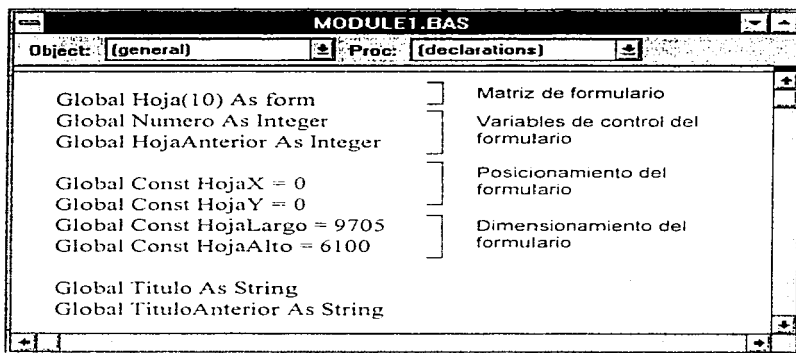 MODULE1.BAS
Object: (general) Proc: (declarations)
Global Hoja(10) As form
Matriz de formulario
Global Numero As Integer
Global HojaAnterior As Integer
Variables de control del
formulario
Global Const HojaX = 0
Global Const HojaY = 0
Posicionamiento del
formulario
Global Const HojaLargo = 9705
Global Const HojaAlto = 6100
Dimensionamiento del
formulario
Global Titulo As String
Global TituloAnterior As String